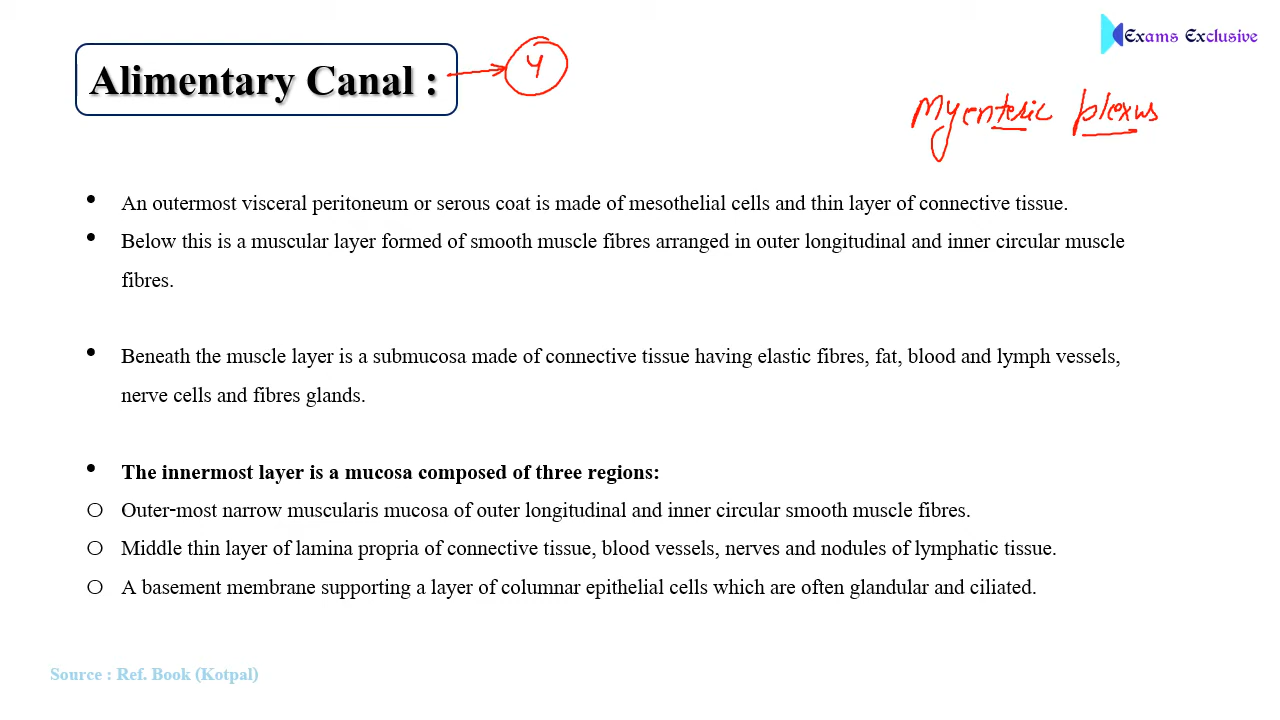 Exams Exclusive
Alimentary Canal :
4
Myenteric plexus
• An outermost visceral peritoneum or serous coat is made of mesothelial cells and thin layer of connective tissue.
• Below this is a muscular layer formed of smooth muscle fibres arranged in outer longitudinal and inner circular muscle
fibres.
• Beneath the muscle layer is a submucosa made of connective tissue having elastic fibres, fat, blood and lymph vessels,
nerve cells and fibres glands.
• The innermost layer is a mucosa composed of three regions:
○ Outer-most narrow muscularis mucosa of outer longitudinal and inner circular smooth muscle fibres.
○ Middle thin layer of lamina propria of connective tissue, blood vessels, nerves and nodules of lymphatic tissue.
○ A basement membrane supporting a layer of columnar epithelial cells which are often glandular and ciliated.
Source : Ref. Book (Kotpal)